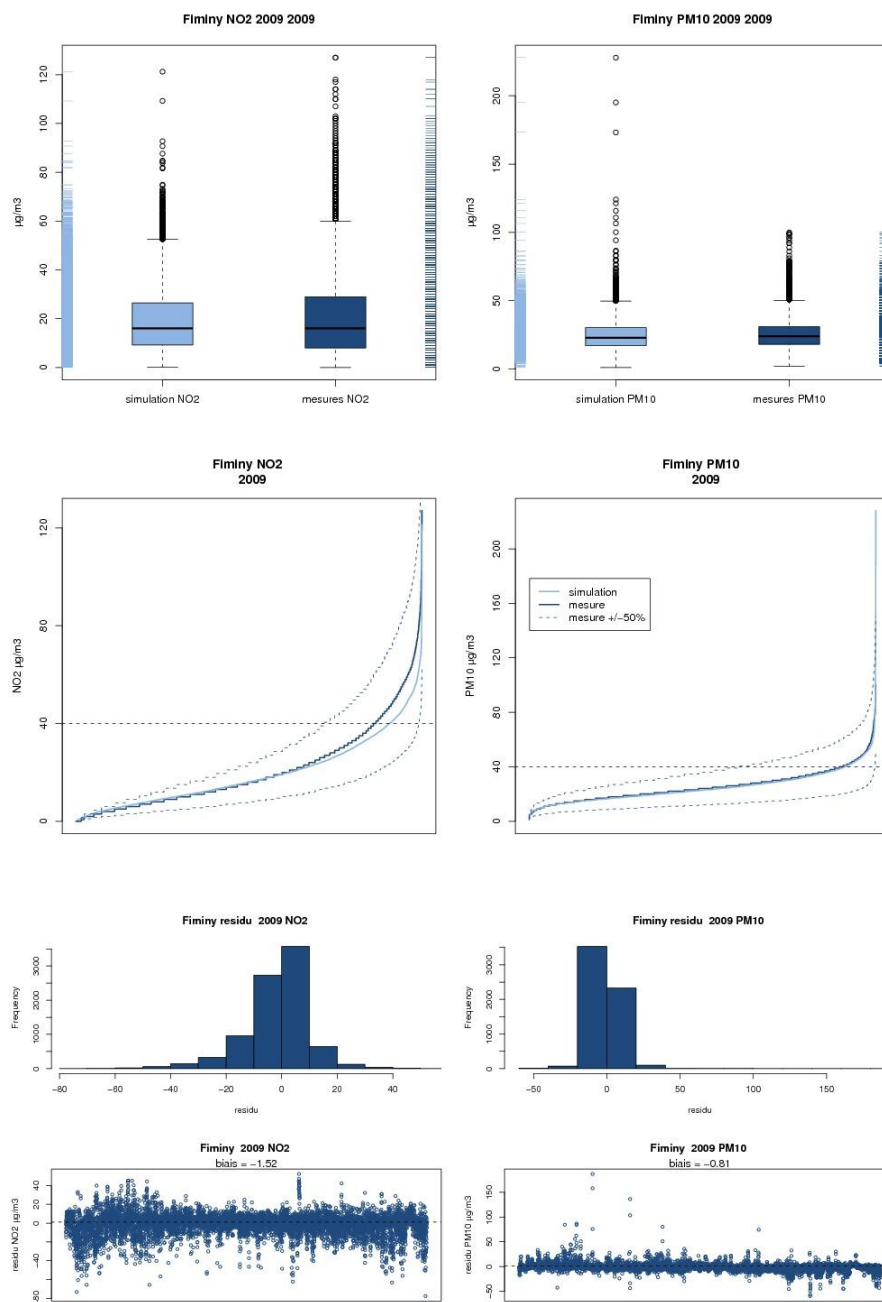 Fiminy NO2 2009 2009
µg/m3
0
20
40
60
80
100
120
simulation NO2
mesures NO2
Fiminy PM10 2009 2009
µg/m3
0
50
100
150
200
simulation PM10
mesures PM10
Fiminy NO2
2009
NO2 µg/m3
0
40
80
120
Fiminy PM10
2009
PM10 µg/m3
0
40
80
120
160
200
simulation
mesure
mesure +/−50%
Fiminy residu 2009 NO2
Frequency
0
1000
2000
3000
−80
−60
−40
−20
0
20
40
residu
Fiminy residu 2009 PM10
Frequency
0
1000
2000
3000
−50
0
50
100
150
residu
Fiminy 2009 NO2
biais = −1.52
residu NO2 µg/m3
−80
−40
−20
0
20
40
Fiminy 2009 PM10
biais = −0.81
residu PM10 µg/m3
−50
0
50
100
150